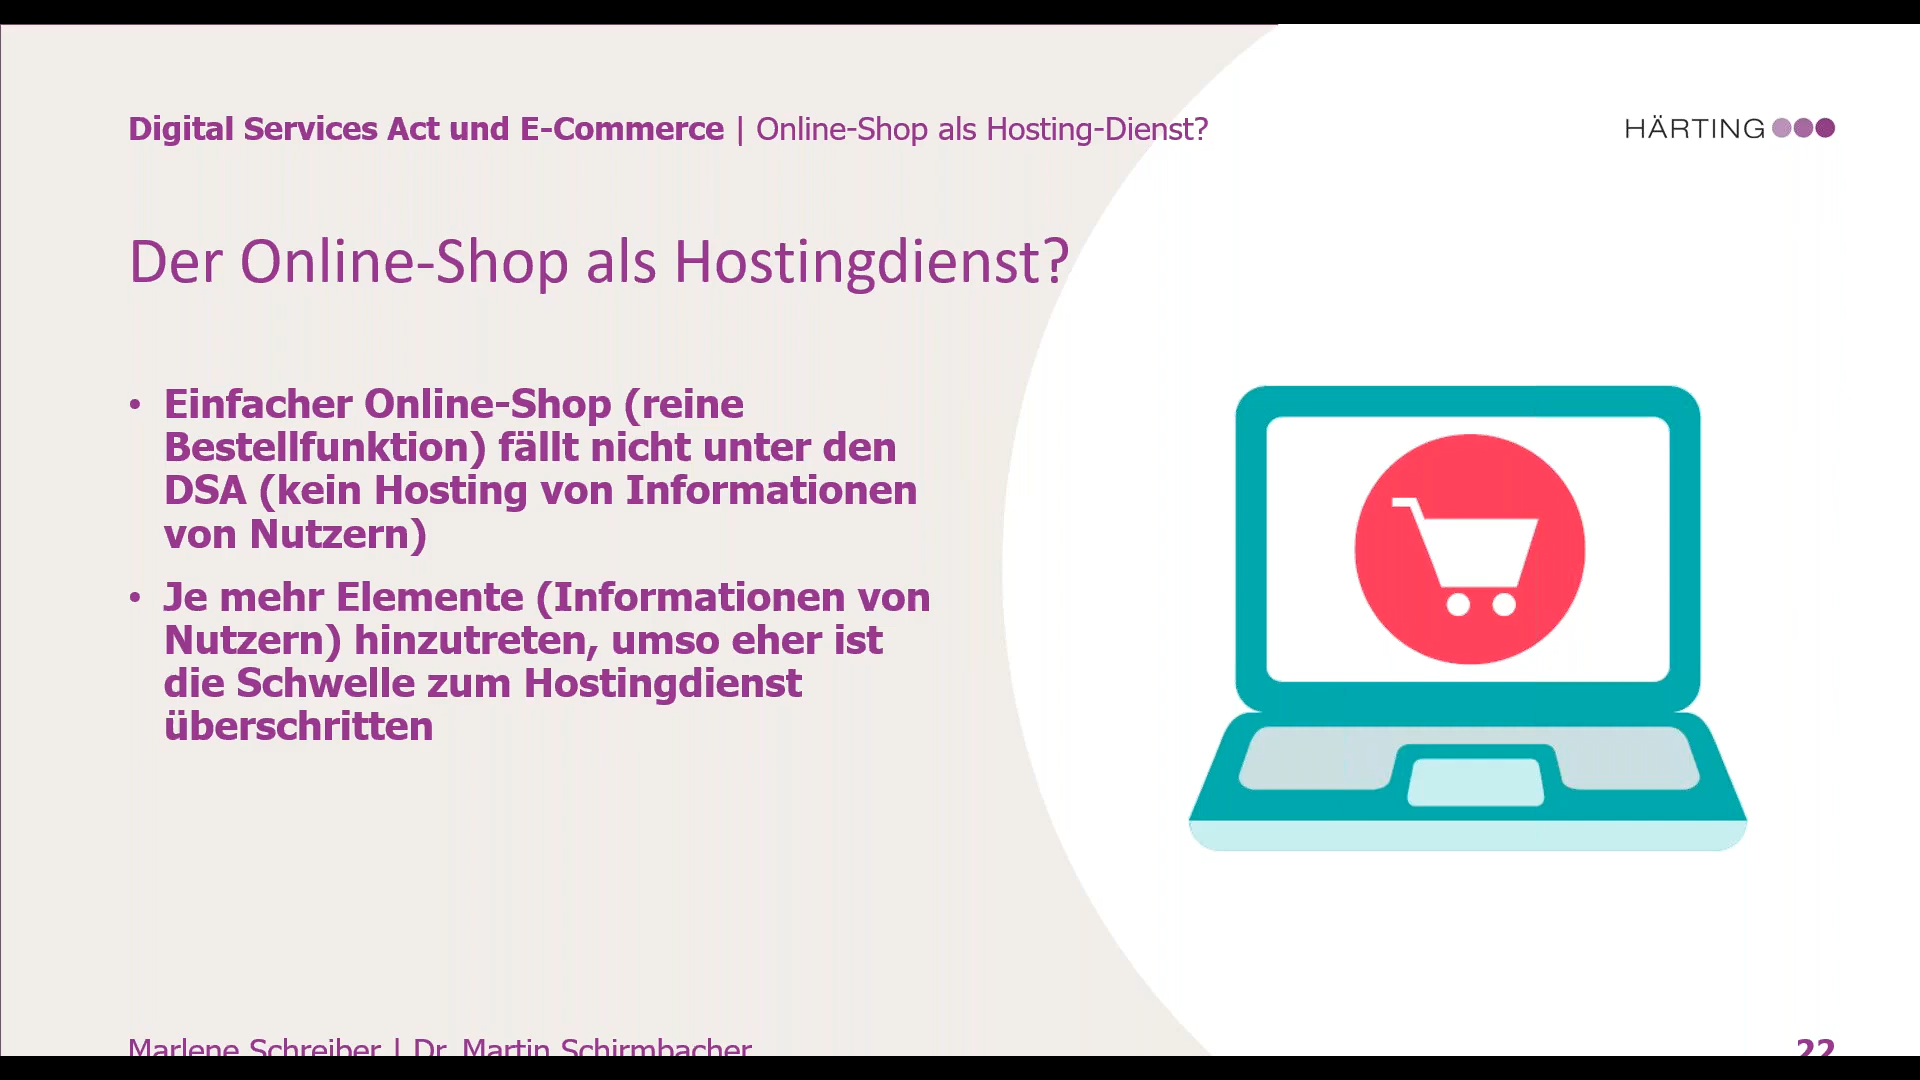 Digital Services Act und E-Commerce | Online-Shop als Hosting-Dienst?
HÄRTING
Der Online-Shop als Hostingdienst?
• Einfacher Online-Shop (reine
Bestellfunktion) fällt nicht unter den
DSA (kein Hosting von Informationen
von Nutzern)
• Je mehr Elemente (Informationen von
Nutzern) hinzutreten, umso eher ist
die Schwelle zum Hostingdienst
überschritten
Marlene Schreiber | Dr. Martin Schirmbacher
22